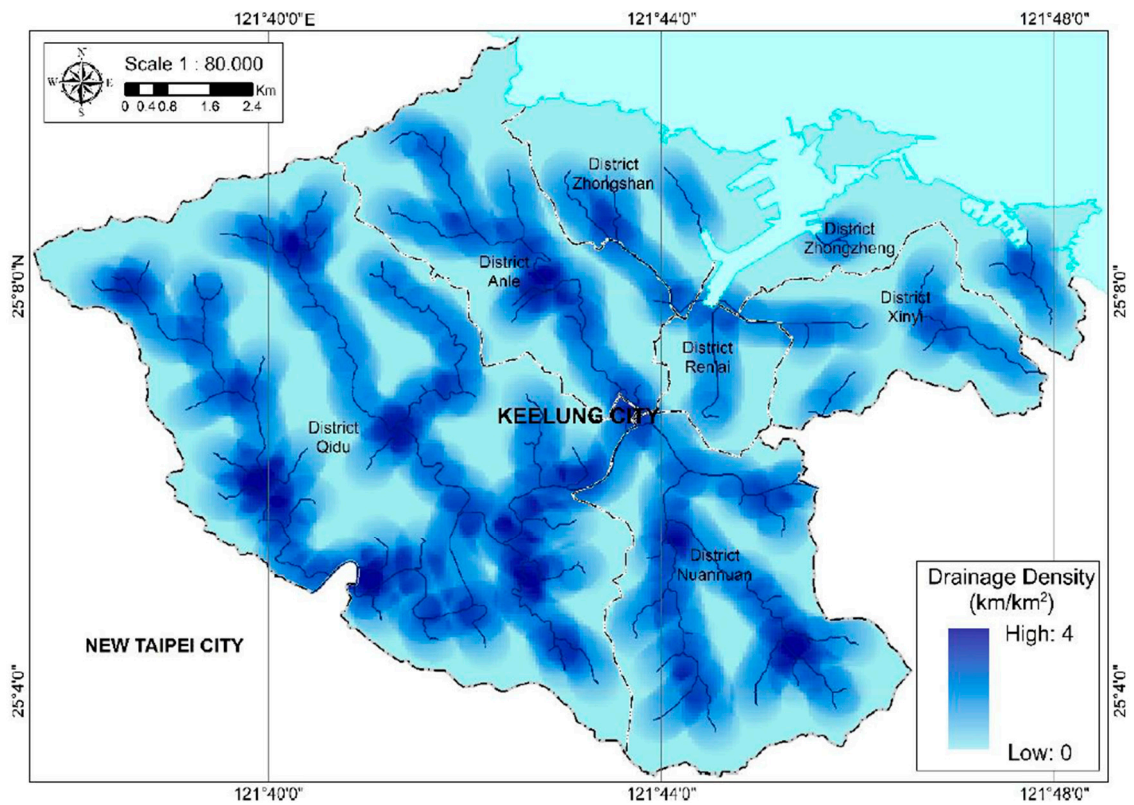 121°40'0"E
121°44'0"
121°48'0"
N
W
E
S
Scale 1 : 80.000
0 0.4 0.8 1.6 2.4
Km
District
Zhongshan
District
Zhongzheng
25°8'0"N
25°8'0"
District
Anle
District
Xinyi
District
Ren'ai
KEELUNG CITY
District
Qidu
District
Nuannuan
Drainage Density
(km/km²)
High: 4
Low: 0
NEW TAIPEI CITY
25°4'0"
25°4'0"
121°40'0"
121°44'0"
121°48'0"